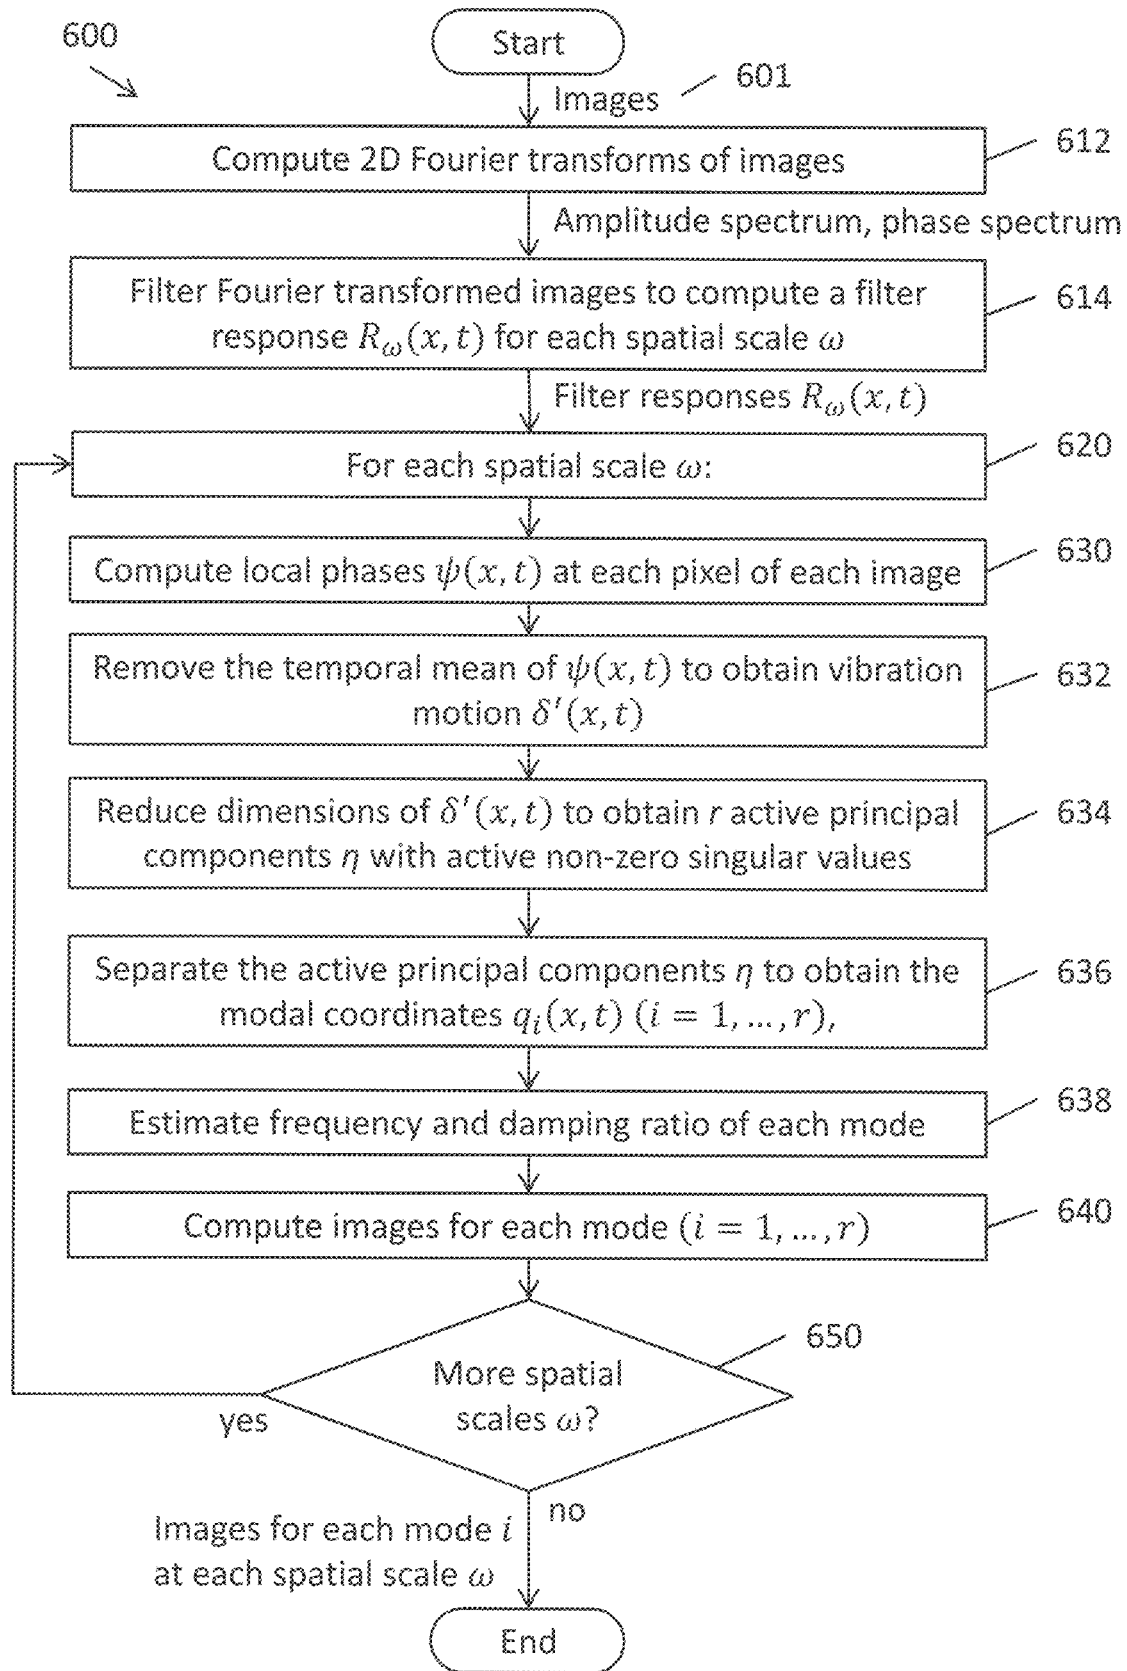 600
Start
Images
601
Compute 2D Fourier transforms of images
612
Amplitude spectrum, phase spectrum
Filter Fourier transformed images to compute a filter
response R_ω(x, t) for each spatial scale ω
614
Filter responses R_ω(x, t)
For each spatial scale ω:
620
Compute local phases ψ(x, t) at each pixel of each image
630
Remove the temporal mean of ψ(x, t) to obtain vibration
motion δ′(x, t)
632
Reduce dimensions of δ′(x, t) to obtain r active principal
components η with active non-zero singular values
634
Separate the active principal components η to obtain the
modal coordinates q_i(x, t) (i = 1, ..., r),
636
Estimate frequency and damping ratio of each mode
638
Compute images for each mode (i = 1, ..., r)
640
650
More spatial
scales ω?
yes
no
Images for each mode i
at each spatial scale ω
End